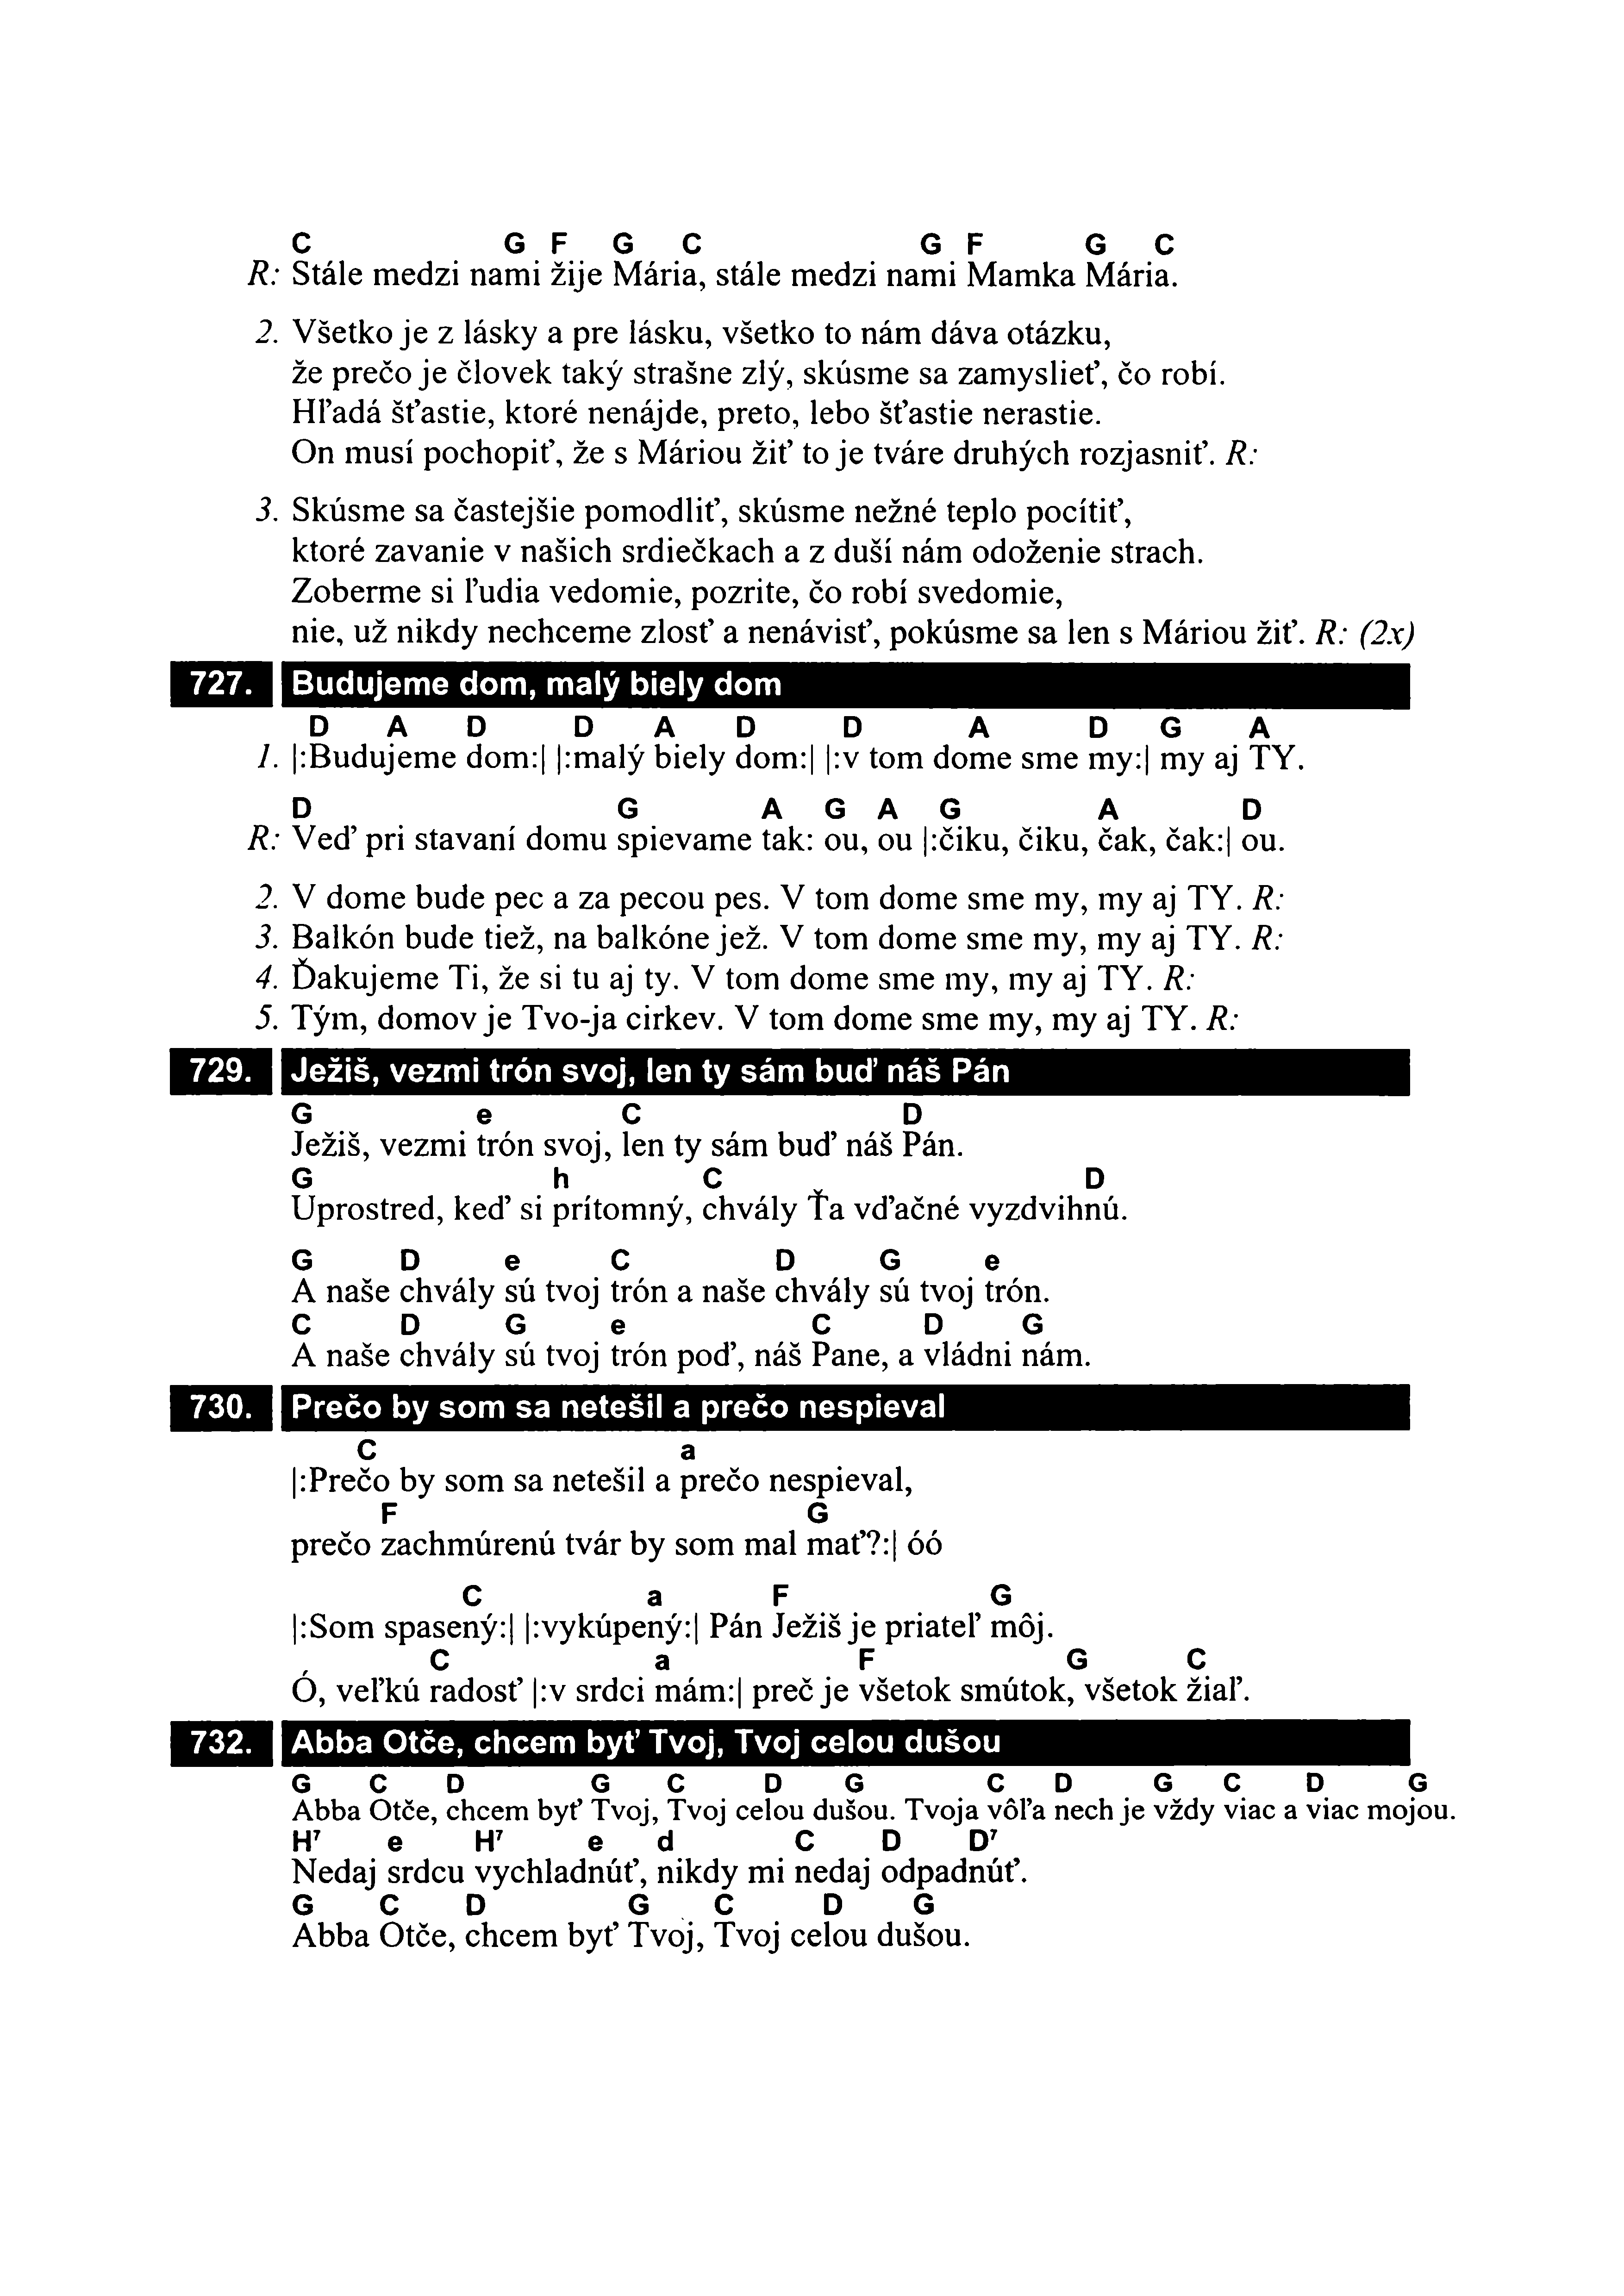 C G F G C G F G C
R: Stále medzi nami žije Mária, stále medzi nami Mamka Mária.
2. Všetko je z lásky a pre lásku, všetko to nám dáva otázku,
že prečo je človek taký strašne zlý, skúsme sa zamyslieť, čo robí.
Hľadá šťastie, ktoré nenájde, preto, lebo šťastie nerastie.
On musí pochopiť, že s Máriou žiť to je tváre druhých rozjasniť. R:
3. Skúsme sa častejšie pomodliť, skúsme nežné teplo pocítiť,
ktoré zavanie v našich srdiečkach a z duší nám odoženie strach.
Zoberme si ľudia vedomie, pozrite, čo robí svedomie,
nie, už nikdy nechceme zlosť a nenávisť, pokúsme sa len s Máriou žiť. R: (2x)
727. Budujeme dom, malý biely dom
D A D D A D D A D G A
1. |:Budujeme dom:| |:malý biely dom:| |:v tom dome sme my:| my aj TY.
D G A G A G A D
R: Veď pri stavaní domu spievame tak: ou, ou |:čiku, čiku, čak, čak:| ou.
2. V dome bude pec a za pecou pes. V tom dome sme my, my aj TY. R:
3. Balkón bude tiež, na balkóne jež. V tom dome sme my, my aj TY. R:
4. Ďakujeme Ti, že si tu aj ty. V tom dome sme my, my aj TY. R:
5. Tým, domov je Tvo-ja cirkev. V tom dome sme my, my aj TY. R:
729. Ježiš, vezmi trón svoj, len ty sám buď náš Pán
G e C D
Ježiš, vezmi trón svoj, len ty sám buď náš Pán.
G h C D
Uprostred, keď si prítomný, chvály Ťa vďačné vyzdvihnú.
G D e C D G e
A naše chvály sú tvoj trón a naše chvály sú tvoj trón.
C D G e C D G
A naše chvály sú tvoj trón poď, náš Pane, a vládni nám.
730. Prečo by som sa netešil a prečo nespieval
C a
|:Prečo by som sa netešil a prečo nespieval,
F G
prečo zachmúrenú tvár by som mal mať?:| óó
C a F G
|:Som spasený:| |:vykúpený:| Pán Ježiš je priateľ môj.
C a F G C
Ó, veľkú radosť |:v srdci mám:| preč je všetok smútok, všetok žiaľ.
732. Abba Otče, chcem byť Tvoj, Tvoj celou dušou
G C D G C D G C D G C D G
Abba Otče, chcem byť Tvoj, Tvoj celou dušou. Tvoja vôľa nech je vždy viac a viac mojou.
H⁷ e H⁷ e d C D D⁷
Nedaj srdcu vychladnúť, nikdy mi nedaj odpadnúť.
G C D G C D G
Abba Otče, chcem byť Tvoj, Tvoj celou dušou.